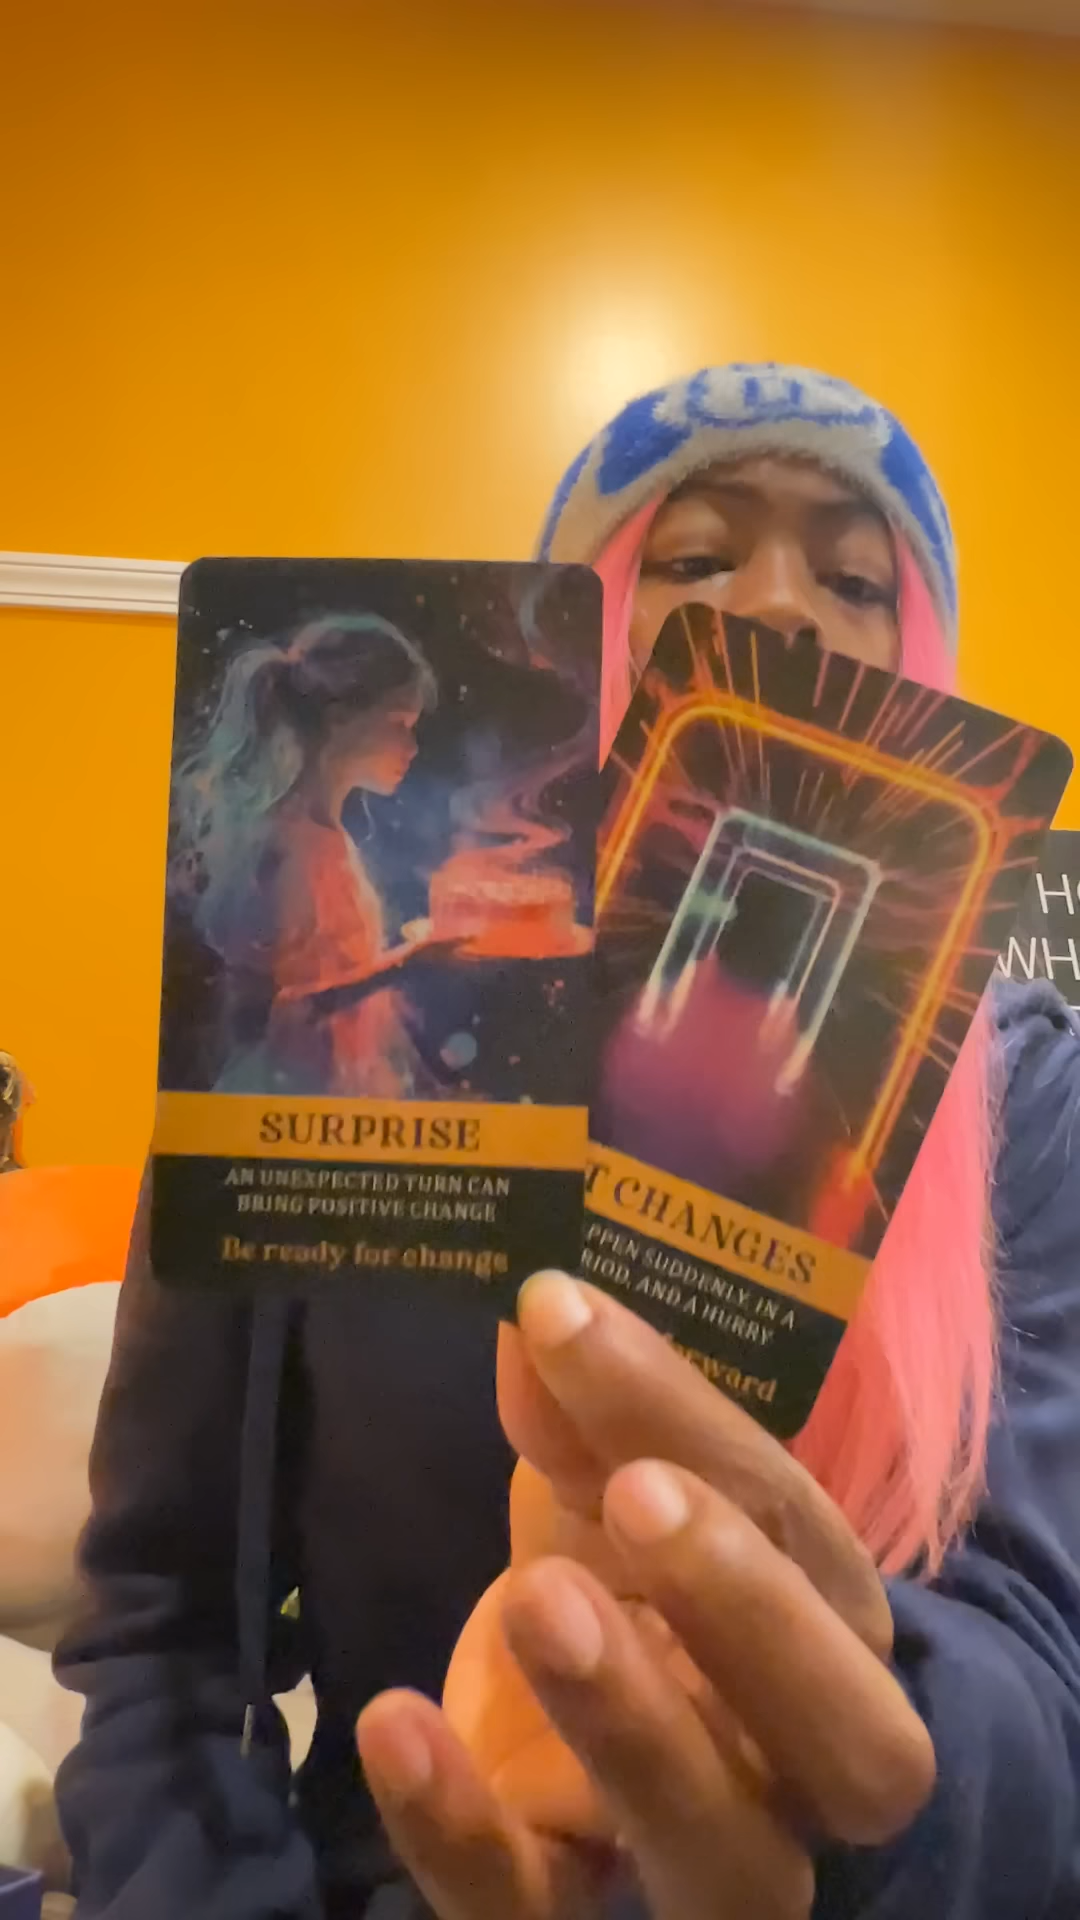 SURPRISE
AN UNEXPECTED TURN CAN
BRING POSITIVE CHANGE
Be ready for change
T CHANGES
PPEN SUDDENLY, IN A
RIOD, AND A HURRY
forward
HO
WH